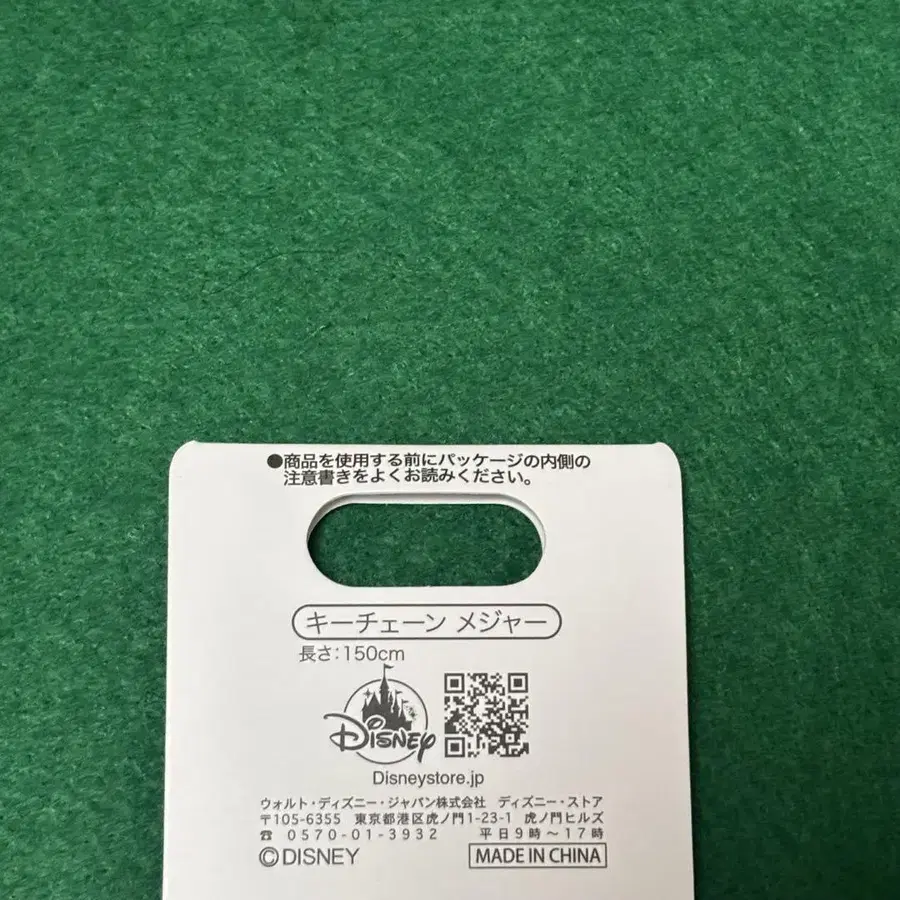 ●商品を使用する前にパッケージの内側の
注意書きをよくお読みください。
キーチェーン メジャー
長さ:150cm
Disney
Disneystore.jp
ウォルト・ディズニー・ジャパン株式会社 ディズニー・ストア
〒105-6355 東京都港区虎ノ門1-23-1 虎ノ門ヒルズ
☎ 0570-01-3932 平日9時~17時
©DISNEY MADE IN CHINA